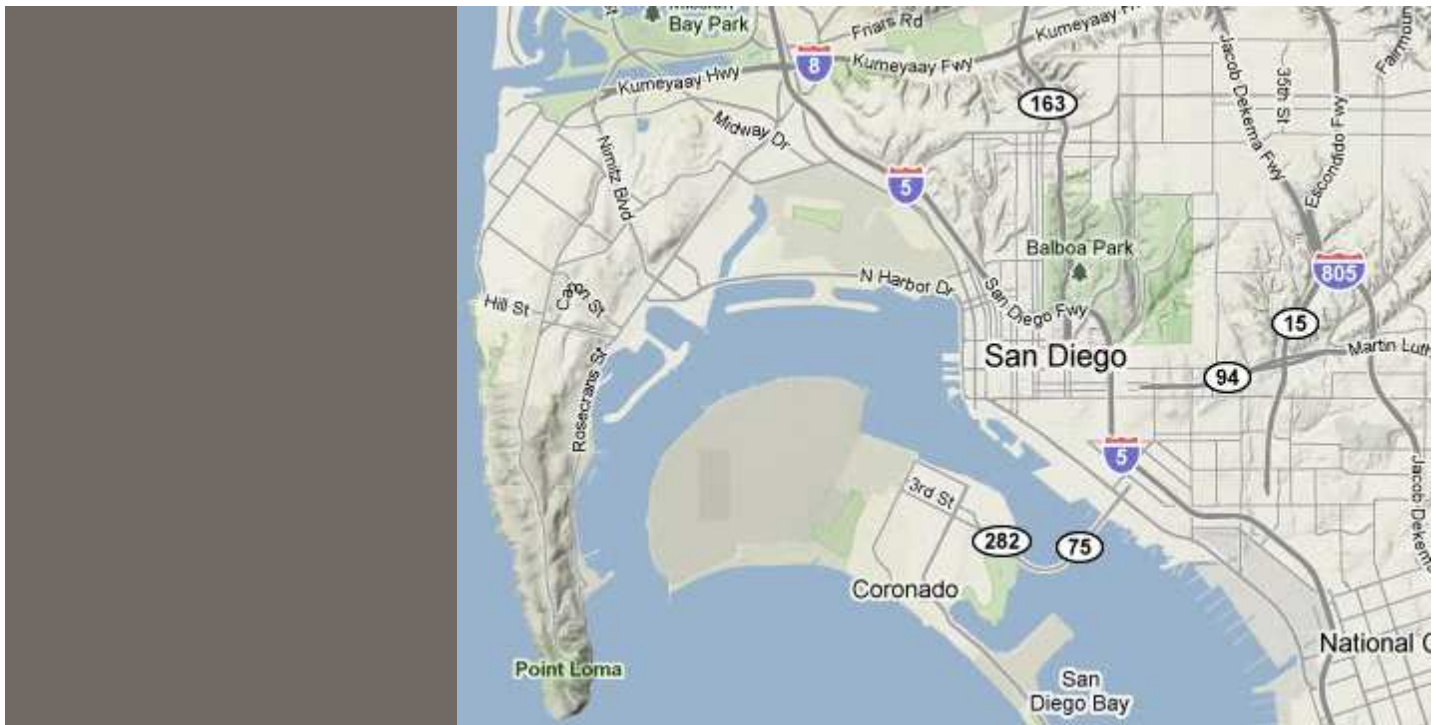 Mission
Bay Park
Friars Rd
Kumeyaay
Kumeyaay Hwy
8
Kumeyaay Fwy
163
Jacob Dekema Fwy
35th St
Escondido Fwy
Fairmoun
Midway Dr
Nimitz Blvd
5
Balboa Park
805
N Harbor Dr
San Diego Fwy
Hill St
Canon St
15
San Diego
Martin Luth
94
Rosecrans St
5
3rd St
282
75
Jacob Dekema
Coronado
National C
Point Loma
San
Diego Bay